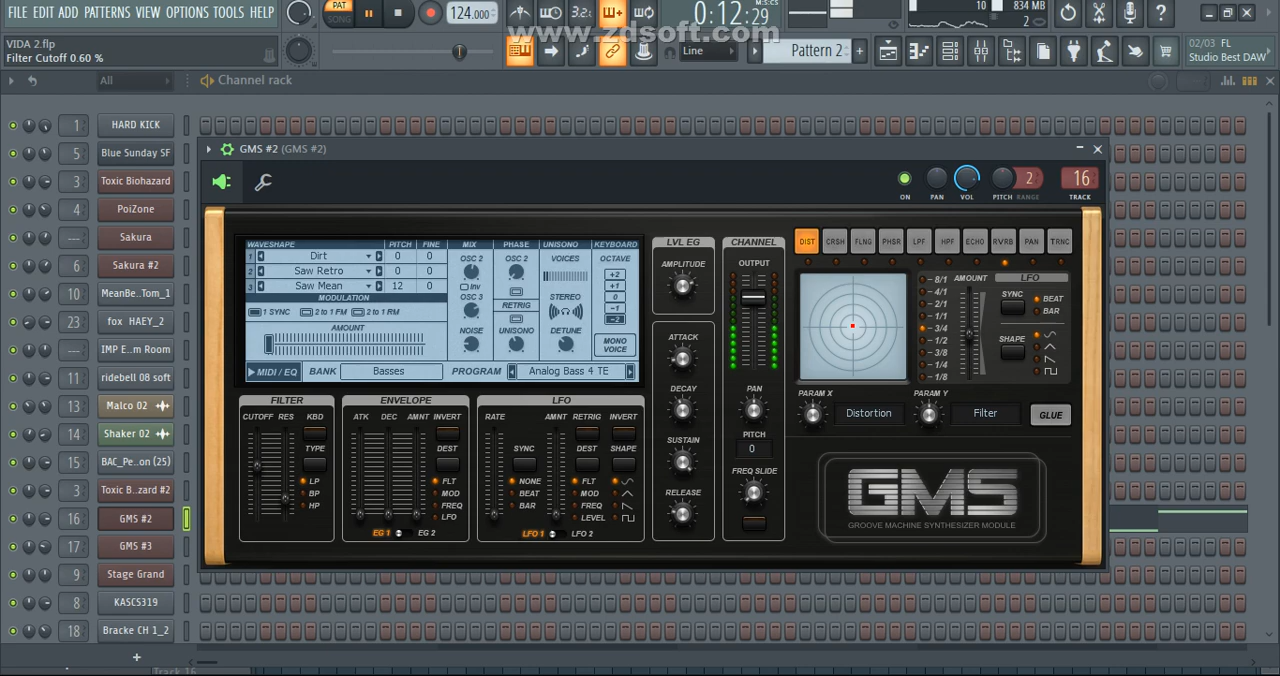 FILE EDIT ADD PATTERNS VIEW OPTIONS TOOLS HELP
PAT
SONG
124.000
3.2
0:12:29
M:S:CS
10
834 MB
2
www.zdsoft.com
VIDA 2.flp
Filter Cutoff 0.60 %
Line
Pattern 2
02/03 FL
Studio Best DAW
All
Channel rack
1 HARD KICK
5 Blue Sunday SF
3 Toxic Biohazard
4 PoiZone
--- Sakura
6 Sakura #2
10 MeanBe.._Tom_1
23 fox HAEY_2
--- IMP E..m Room
11 ridebell 08 soft
13 Malco 02
14 Shaker 02
15 BAC_Pe..on (25)
3 Toxic B..zard #2
16 GMS #2
17 GMS #3
9 Stage Grand
8 KASCS319
18 Bracke CH 1_2
+
Track 16
GMS #2 (GMS #2)
ON PAN VOL PITCH RANGE 2
16
TRACK
WAVESHAPE PITCH FINE MIX PHASE UNISONO KEYBOARD
1 Dirt 0 0
2 Saw Retro 0 0
3 Saw Mean 12 0
OSC 2
Inv
OSC 3
NOISE
OSC 2
RETRIG
UNISONO
VOICES
STEREO
DETUNE
OCTAVE
+2
+1
0
-1
-2
MONO
VOICE
MODULATION
1 SYNC 2 to 1 FM 2 to 1 RM
AMOUNT
MIDI / EQ BANK Basses PROGRAM Analog Bass 4 TE
FILTER
CUTOFF RES KBD
TYPE
LP
BP
HP
ENVELOPE
ATK DEC AMNT INVERT
DEST
FLT
MOD
FREQ
LFO
EG 1 EG 2
LFO
RATE AMNT RETRIG INVERT
SYNC DEST SHAPE
NONE FLT
BEAT MOD
BAR FREQ
LEVEL
LFO 1 LFO 2
LVL EG
AMPLITUDE
ATTACK
DECAY
SUSTAIN
RELEASE
CHANNEL
OUTPUT
PAN
PITCH
0
FREQ SLIDE
DIST CRSH FLNG PHSR LPF HPF ECHO RVRB PAN TRNC
8/1
4/1
2/1
1/1
3/4
1/2
3/8
1/4
1/8
AMOUNT
LFO
SYNC
BEAT
BAR
SHAPE
PARAM X
Distortion
PARAM Y
Filter
GLUE
GMS
GROOVE MACHINE SYNTHESIZER MODULE